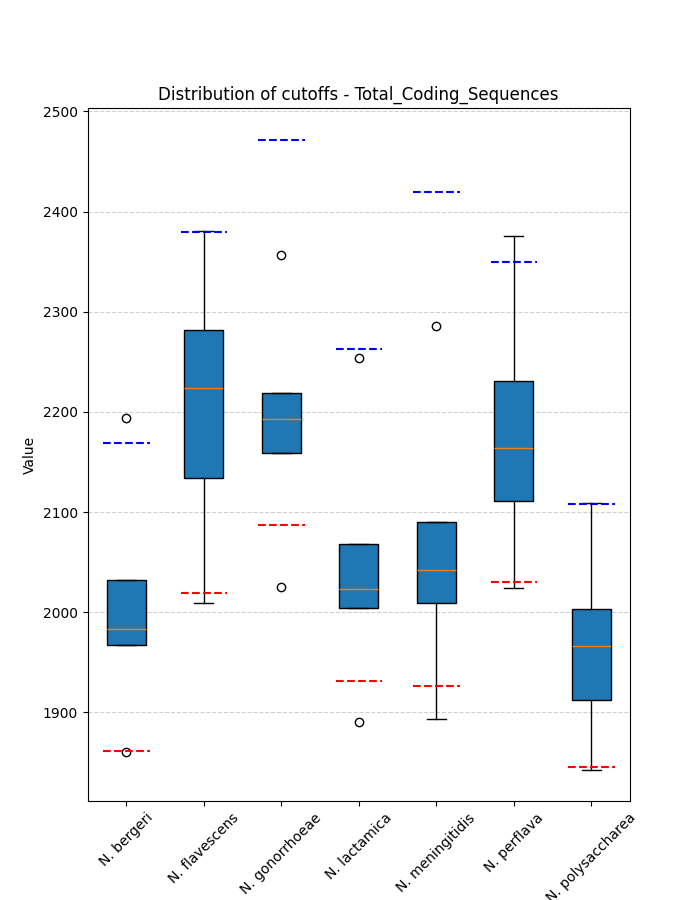 Distribution of cutoffs - Total_Coding_Sequences
2500
2400
2300
2200
2100
2000
1900
Value
N. bergeri
N. flavescens
N. gonorrhoeae
N. lactamica
N. meningitidis
N. perflava
N. polysaccharea